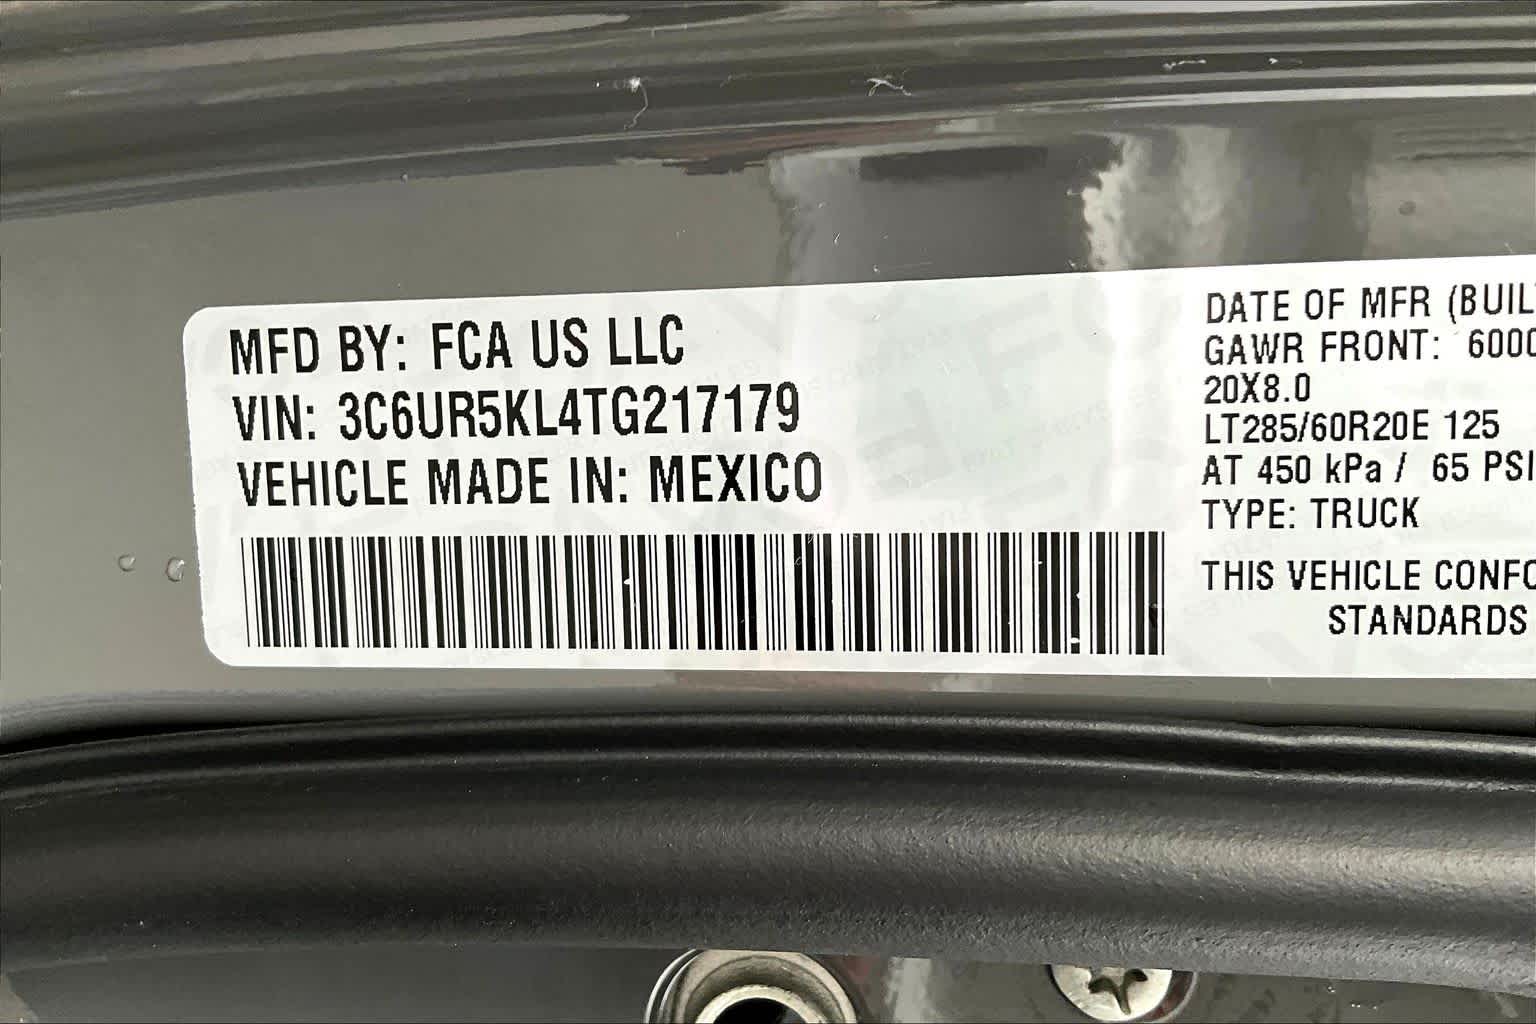 MFD BY: FCA US LLC
VIN: 3C6UR5KL4TG217179
VEHICLE MADE IN: MEXICO
DATE OF MFR (BUILT
GAWR FRONT: 6000
20X8.0
LT285/60R20E 125
AT 450 kPa / 65 PSI
TYPE: TRUCK
THIS VEHICLE CONFO
STANDARDS